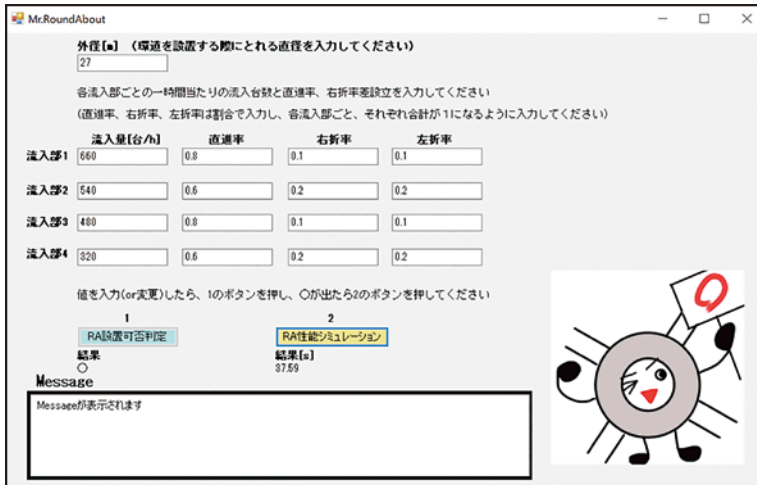 Mr.RoundAbout
外径[m] (環道を設置する際にとれる直径を入力してください)
27
各流入部ごとの一時間当たりの流入台数と直進率、右折率差設立を入力してください
(直進率、右折率、左折率は割合で入力し、各流入部ごと、それぞれ合計が1になるように入力してください)
流入量[台/h] 直進率 右折率 左折率
流入部1 660 0.8 0.1 0.1
流入部2 540 0.6 0.2 0.2
流入部3 480 0.8 0.1 0.1
流入部4 320 0.6 0.2 0.2
値を入力(or変更)したら、1のボタンを押し、〇が出たら2のボタンを押してください
1 2
RA設置可否判定 RA性能シミュレーション
結果 結果[s]
〇 37.59
Message
Messageが表示されます